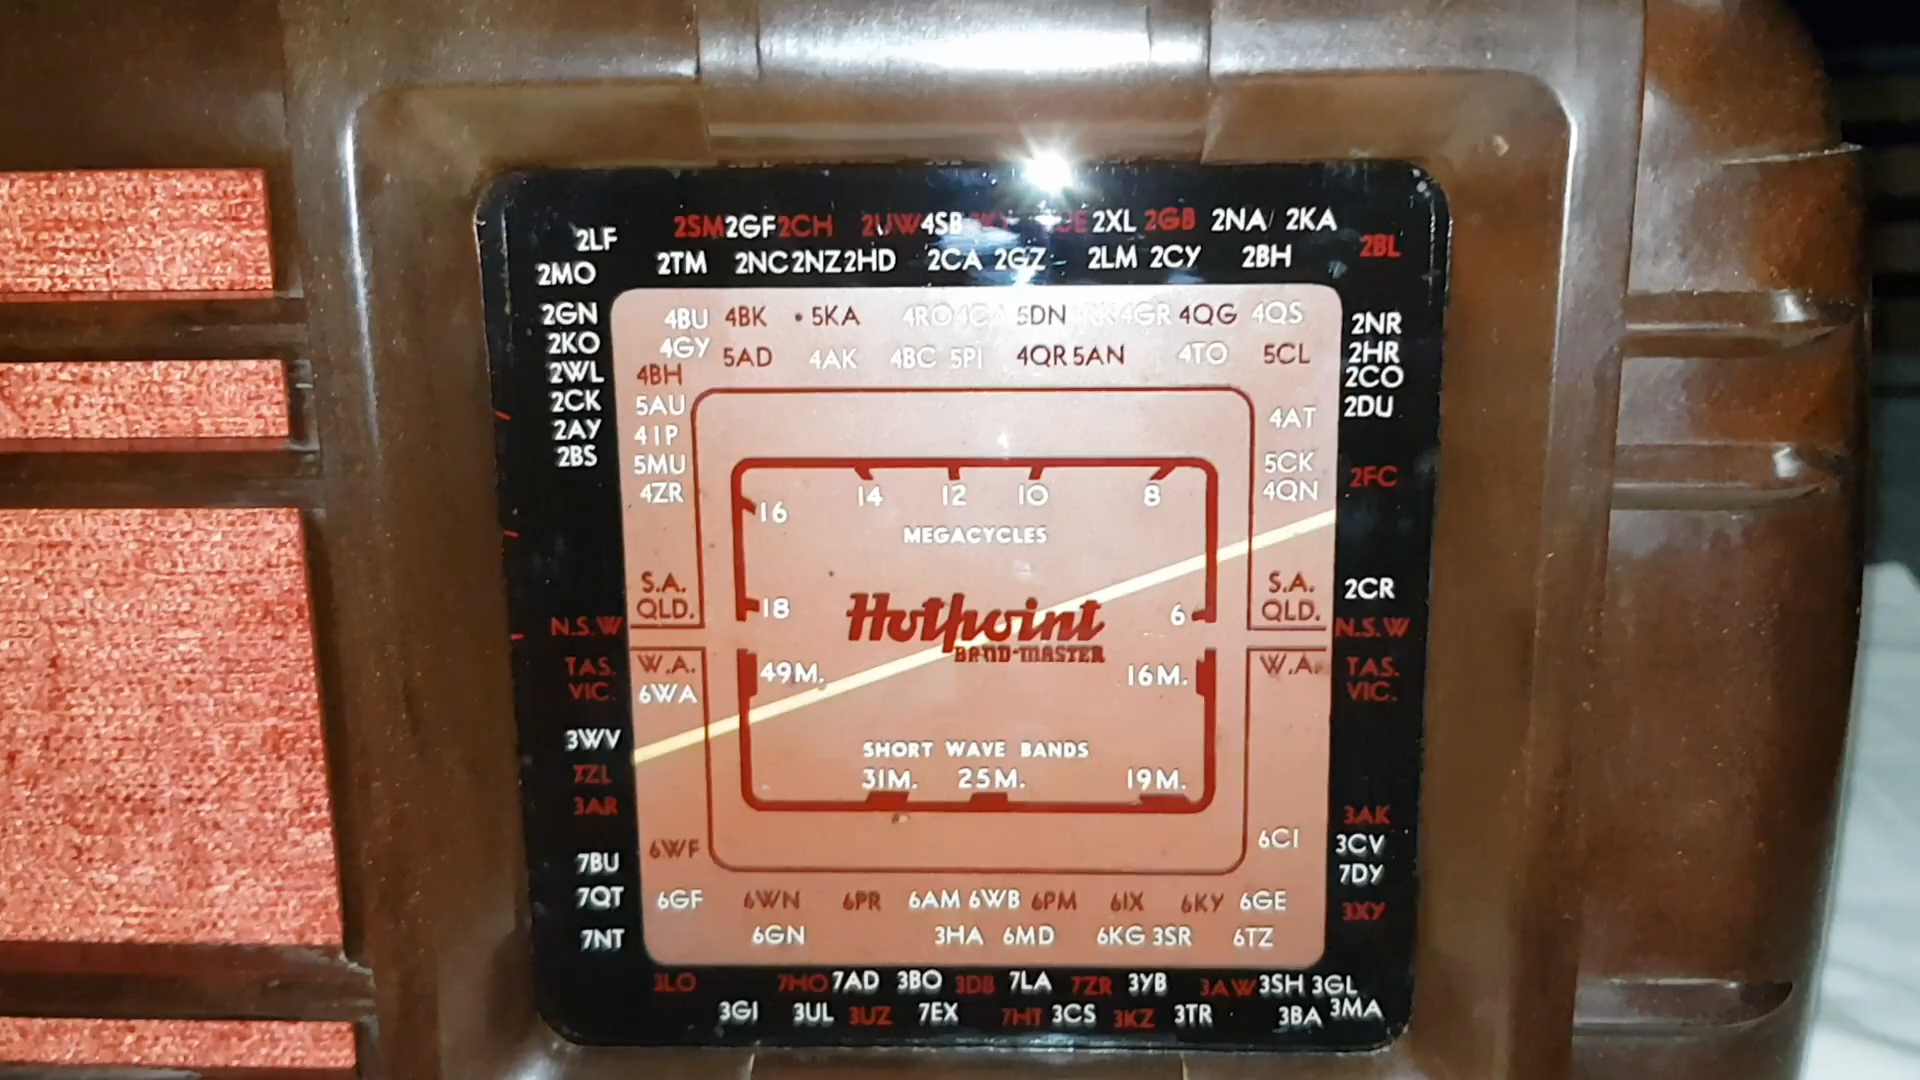 2SM 2GF 2CH 2UW 4SB 2XL 2GB 2NA 2KA
2LF 2BL
2TM 2NC 2NZ 2HD 2CA 2GZ 2LM 2CY 2BH
2MO
2GN 4BU 4BK • 5KA 4RO 5DN 4GR 4QG 4QS 2NR
2KO 4GY 5AD 4AK 4BC 5PI 4QR 5AN 4TO 5CL 2HR
2WL 4BH 2CO
2CK 5AU 4AT 2DU
2AY 4IP
2BS 5MU 5CK 2FC
4ZR 4QN
16 14 12 10 8
MEGACYCLES
S.A. S.A. 2CR
QLD. 18 6 QLD.
Hotpoint
N.S.W N.S.W
BAND-MASTER
TAS. W.A. 49M. 16M. W.A. TAS.
VIC. 6WA VIC.
3WV
SHORT WAVE BANDS
7ZL 31M. 25M. 19M.
3AR 3AK
6WF 6CI 3CV
7BU 7DY
7QT 6GF 6WN 6PR 6AM 6WB 6PM 6IX 6KY 6GE 3XY
7NT 6GN 3HA 6MD 6KG 3SR 6TZ
3LO 7HO 7AD 3BO 3DB 7LA 7ZR 3YB 3AW 3SH 3GL
3GI 3UL 3UZ 7EX 7HT 3CS 3KZ 3TR 3BA 3MA